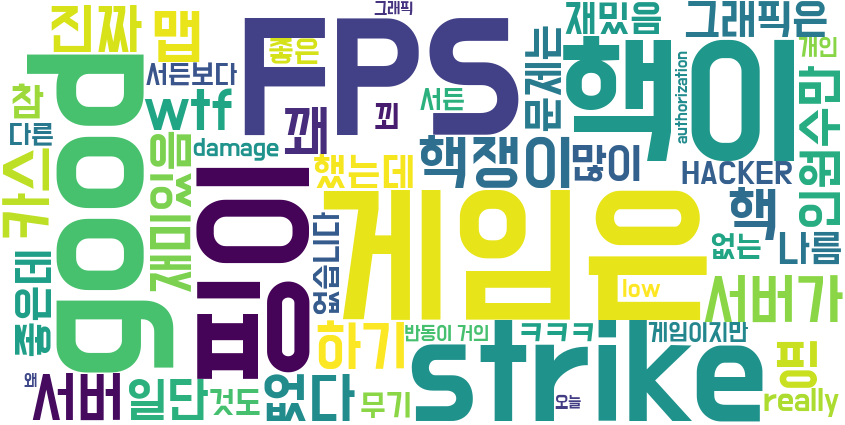 그래픽
진짜
맵
FPS
재밌음
그래픽은
좋은
서든보다
핵이
개인
good
참
wtf
꽤
꾀
서든
문제는
authorization
다른
damage
카스
재미있음
했는데
핵쟁이
많이
HACKER
핵
인원수만
핑이
게임은
없습니다
없는
나름
좋은데
low
서버가
하기
반동이 거의
ㅋㅋㅋ
게임이지만
strike
핑
왜
서버
일단
것도
없다
무기
오늘
really